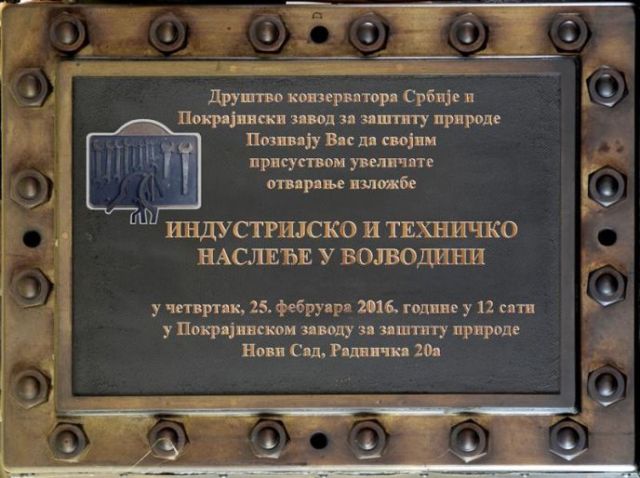 Друштво конзерватора Србије и
Покрајински завод за заштиту природе
Позивају Вас да својим
присуством увеличате
отварање изложбе
ИНДУСТРИЈСКО И ТЕХНИЧКО
НАСЛЕЂЕ У ВОЈВОДИНИ
у четвртак, 25. фебруара 2016. године у 12 сати
у Покрајинском заводу за заштиту природе
Нови Сад, Радничка 20а